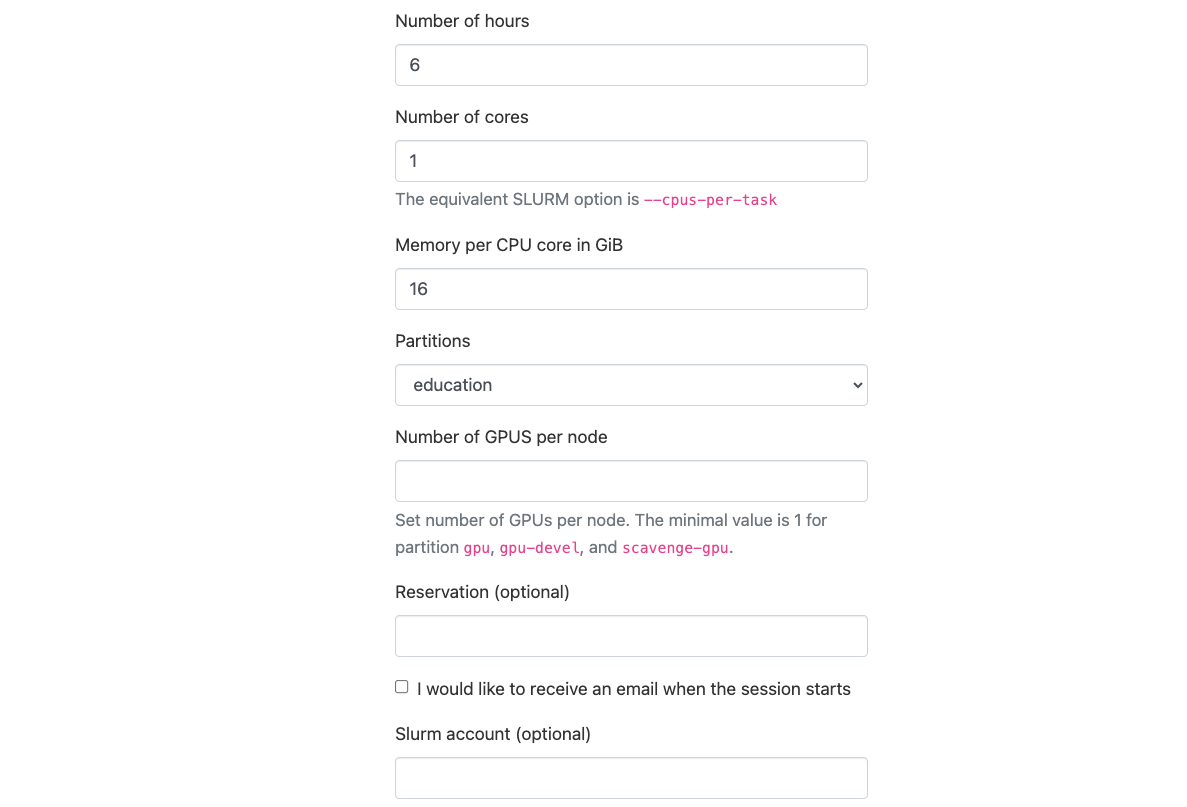 Number of hours
6
Number of cores
1
The equivalent SLURM option is --cpus-per-task
Memory per CPU core in GiB
16
Partitions
education
Number of GPUS per node
Set number of GPUs per node. The minimal value is 1 for
partition gpu, gpu-devel, and scavenge-gpu.
Reservation (optional)
I would like to receive an email when the session starts
Slurm account (optional)